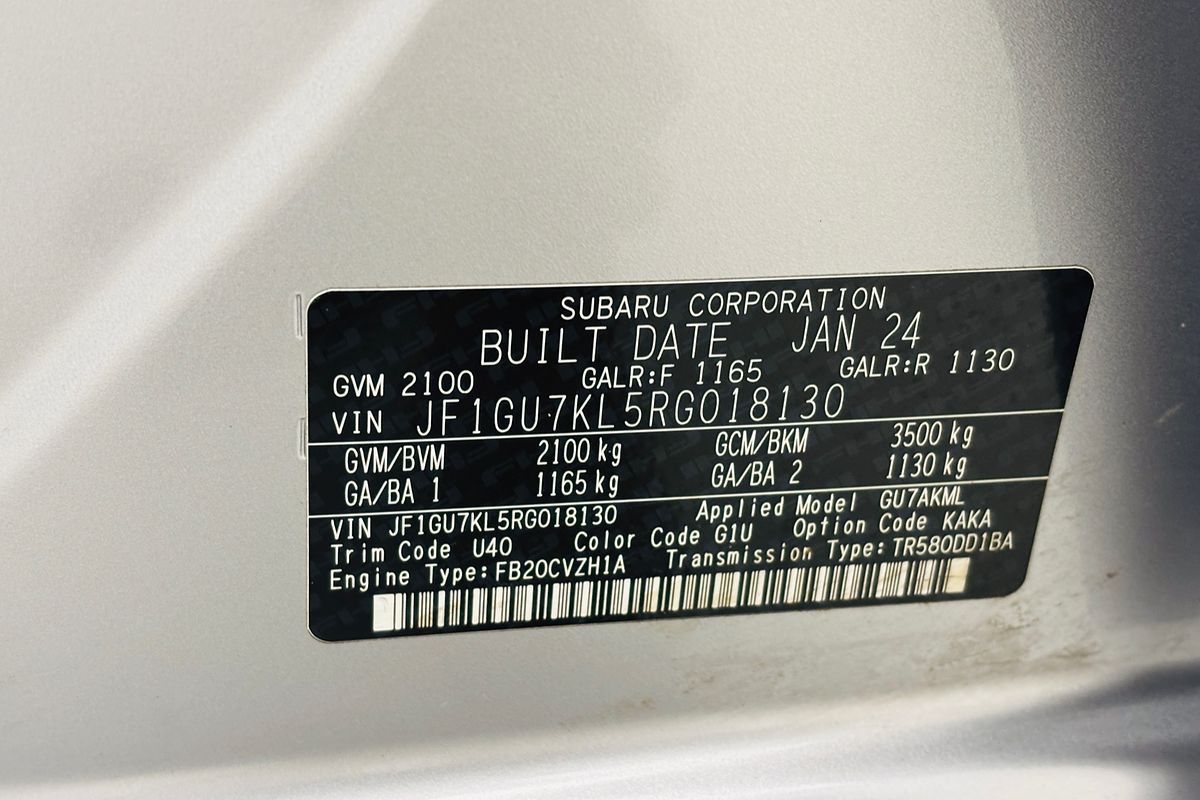 SUBARU CORPORATION
BUILT DATE JAN 24
GVM 2100 GALR:F 1165 GALR:R 1130
VIN JF1GU7KL5RG018130
GVM/BVM 2100 kg GCM/BKM 3500 kg
GA/BA 1 1165 kg GA/BA 2 1130 kg
VIN JF1GU7KL5RG018130 Applied Model GU7AKML
Trim Code U40 Color Code G1U Option Code KAKA
Engine Type: FB20CVZH1A Transmission Type: TR580DD1BA